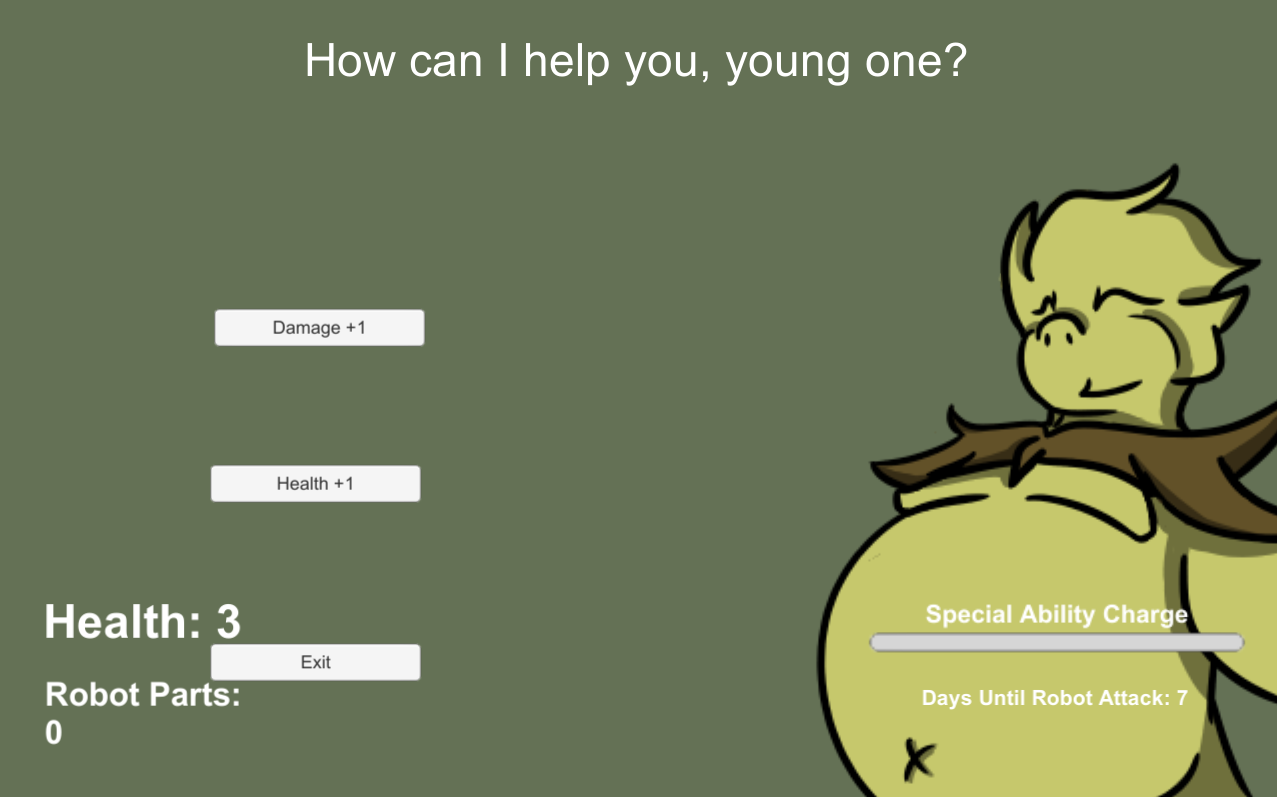 How can I help you, young one?
Damage +1
Health +1
Health: 3
Special Ability Charge
Exit
Robot Parts:
0
Days Until Robot Attack: 7